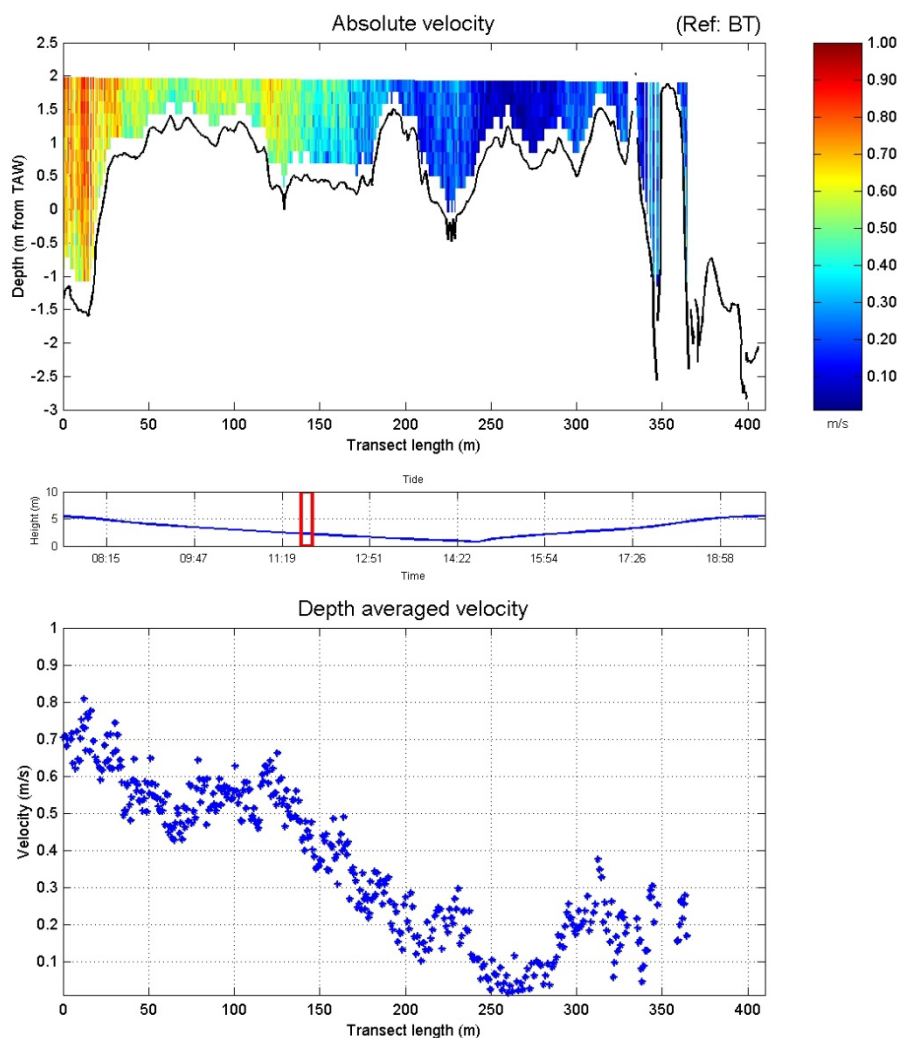 Absolute velocity (Ref: BT)
2.5
2
1.5
1
0.5
0
-0.5
-1
-1.5
-2
-2.5
-3
Depth (m from TAW)
0 50 100 150 200 250 300 350 400
Transect length (m)
1.00
0.90
0.80
0.70
0.60
0.50
0.40
0.30
0.20
0.10
m/s
Tide
10
5
0
Height (m)
08:15 09:47 11:19 12:51 14:22 15:54 17:26 18:58
Time
Depth averaged velocity
1
0.9
0.8
0.7
0.6
0.5
0.4
0.3
0.2
0.1
Velocity (m/s)
0 50 100 150 200 250 300 350 400
Transect length (m)